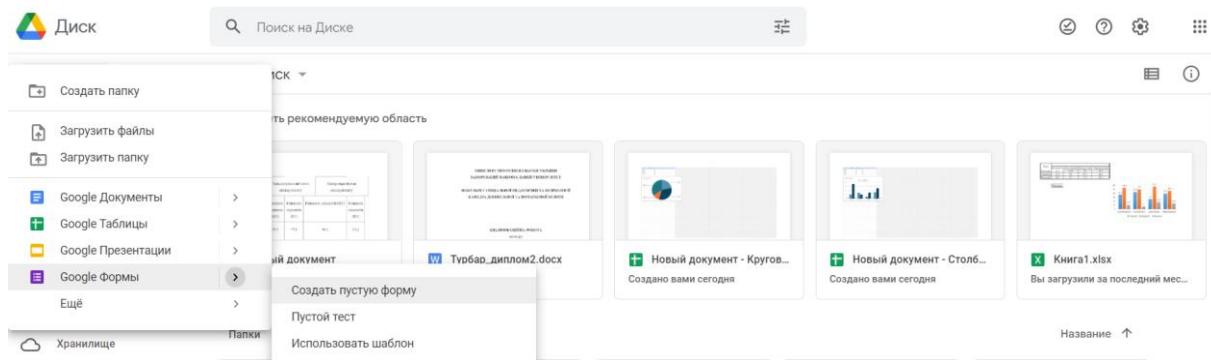 Диск
Поиск на Диске
иск
Создать папку
ть рекомендуемую область
Загрузить файлы
Загрузить папку
Google Документы
Google Таблицы
Google Презентации
Google Формы
Ещё
Хранилище
Создать пустую форму
Пустой тест
Использовать шаблон
ый документ
Турбар_диплом2.docx
Новый документ - Кругов...
Создано вами сегодня
Новый документ - Столб...
Создано вами сегодня
Книга1.xlsx
Вы загрузили за последний мес...
Папки
Название